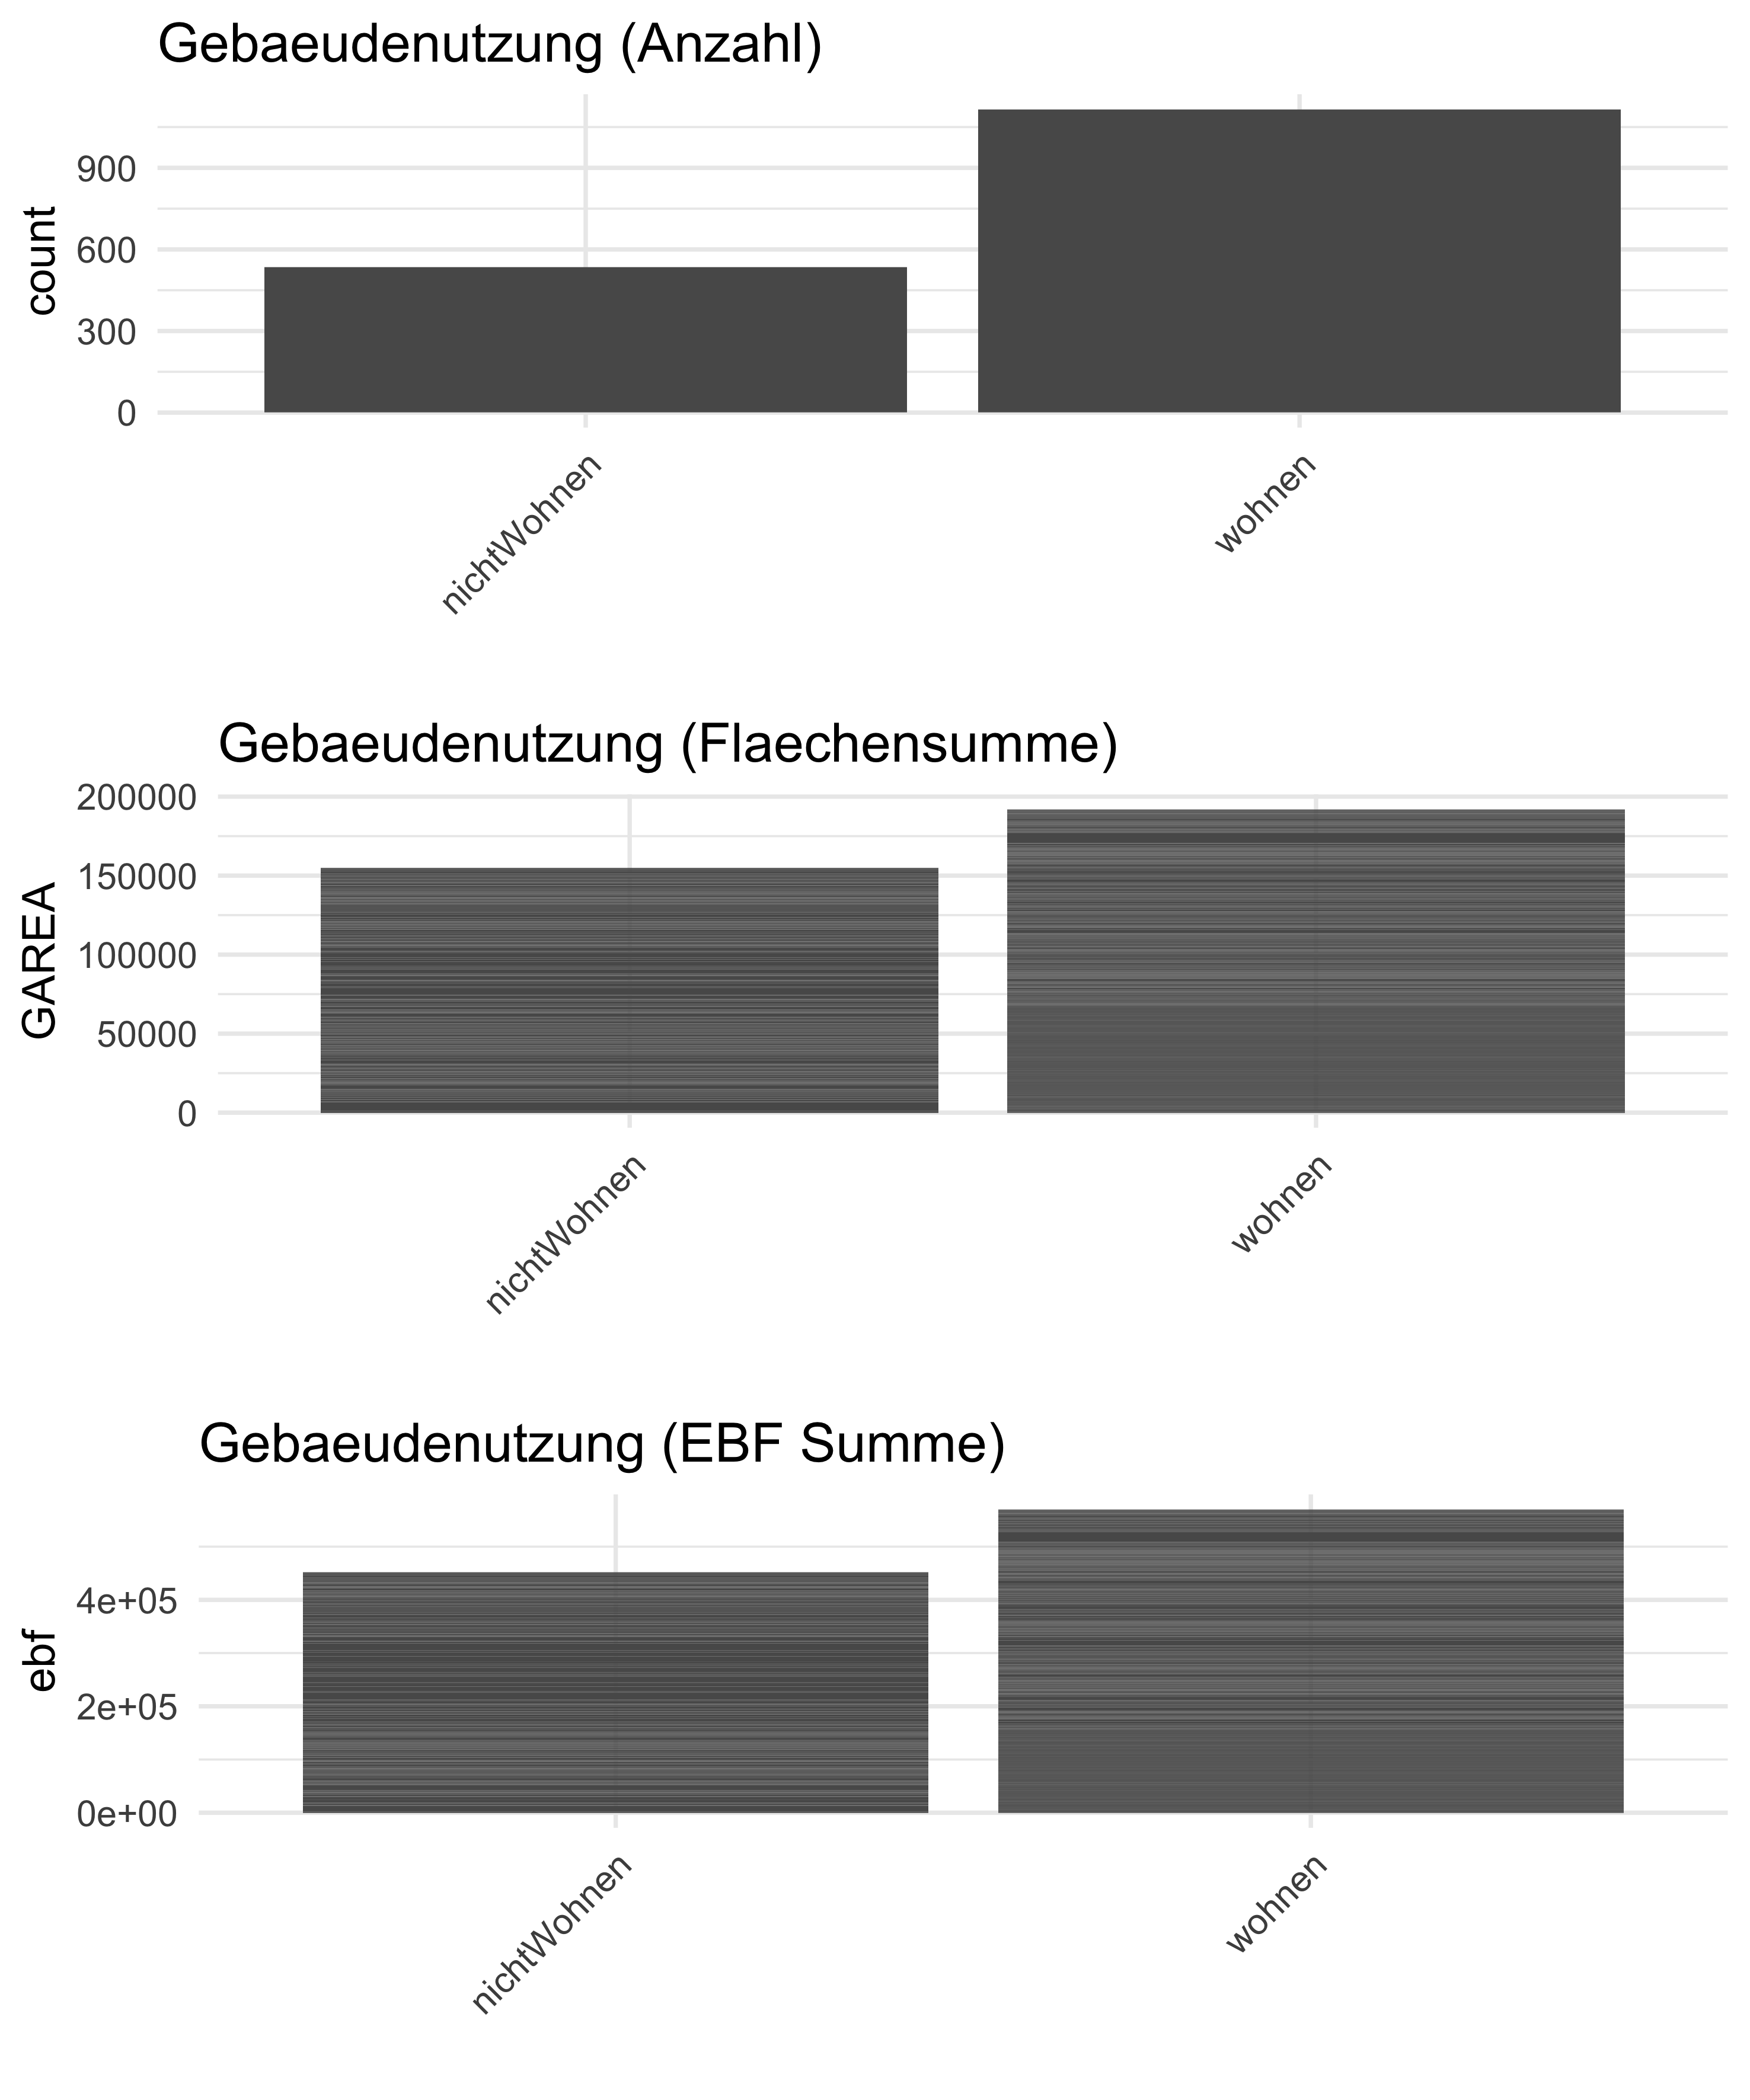 Gebaeudenutzung (Anzahl)
count
900
600
300
0
nichtWohnen
wohnen
Gebaeudenutzung (Flaechensumme)
GAREA
200000
150000
100000
50000
0
nichtWohnen
wohnen
Gebaeudenutzung (EBF Summe)
ebf
4e+05
2e+05
0e+00
nichtWohnen
wohnen